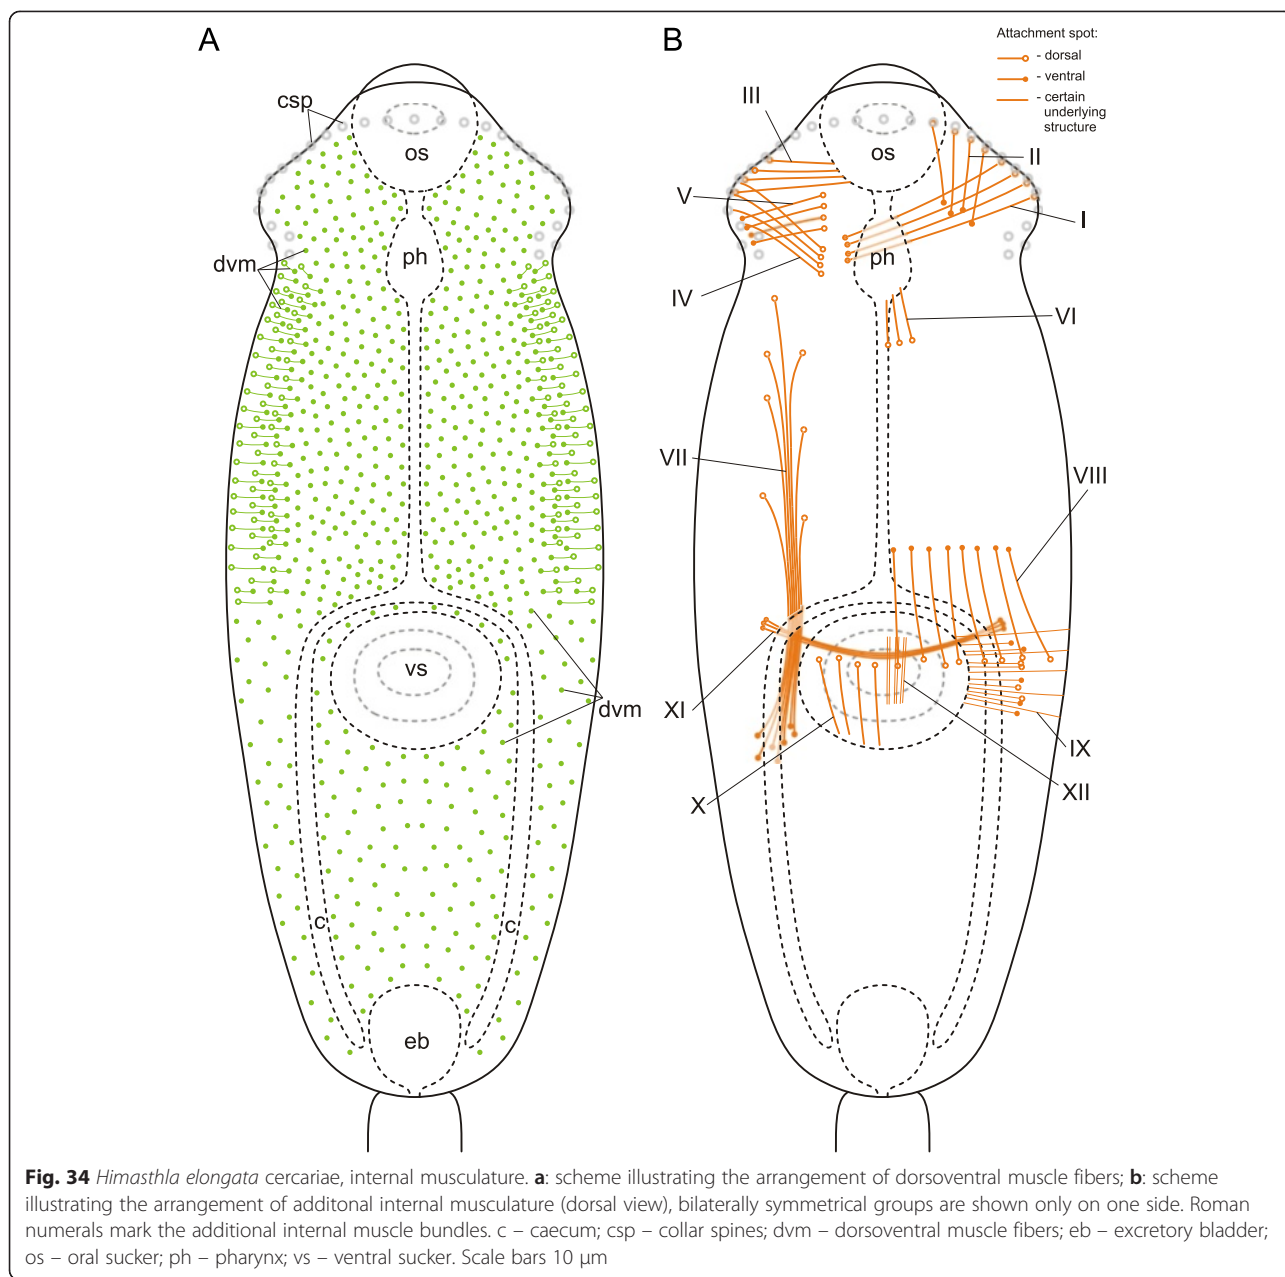 A
B
Attachment spot:
- dorsal
- ventral
- certain
underlying
structure
csp
os
dvm
ph
vs
dvm
c
c
eb
III
os
II
V
I
ph
IV
VI
VII
VIII
XI
IX
X
XII
Fig. 34 Himasthla elongata cercariae, internal musculature. a: scheme illustrating the arrangement of dorsoventral muscle fibers; b: scheme
illustrating the arrangement of additonal internal musculature (dorsal view), bilaterally symmetrical groups are shown only on one side. Roman
numerals mark the additional internal muscle bundles. c – caecum; csp – collar spines; dvm – dorsoventral muscle fibers; eb – excretory bladder;
os – oral sucker; ph – pharynx; vs – ventral sucker. Scale bars 10 μm